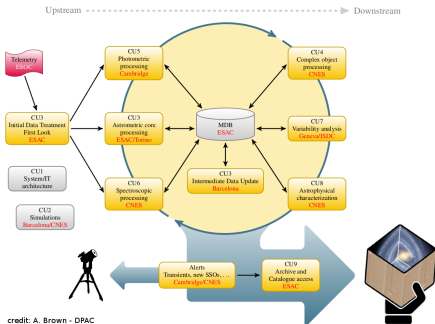 Upstream
Downstream
Telemetry
ESOC
CU5
Photometric
processing
Cambridge
CU4
Complex object
processing
CNES
CU3
Initial Data Treatment
First Look
ESAC
CU3
Astrometric core
processing
ESAC/Torino
MDB
ESAC
CU7
Variability analysis
Geneva/ISDC
CU1
System/IT
architecture
CU6
Spectroscopic
processing
CNES
CU3
Intermediate Data Update
Barcelona
CU8
Astrophysical
characterization
CNES
CU2
Simulations
Barcelona/CNES
Alerts
Transients, new SSOs, ...
Cambridge/CNES
CU9
Archive and
Catalogue access
ESAC
credit: A. Brown - DPAC